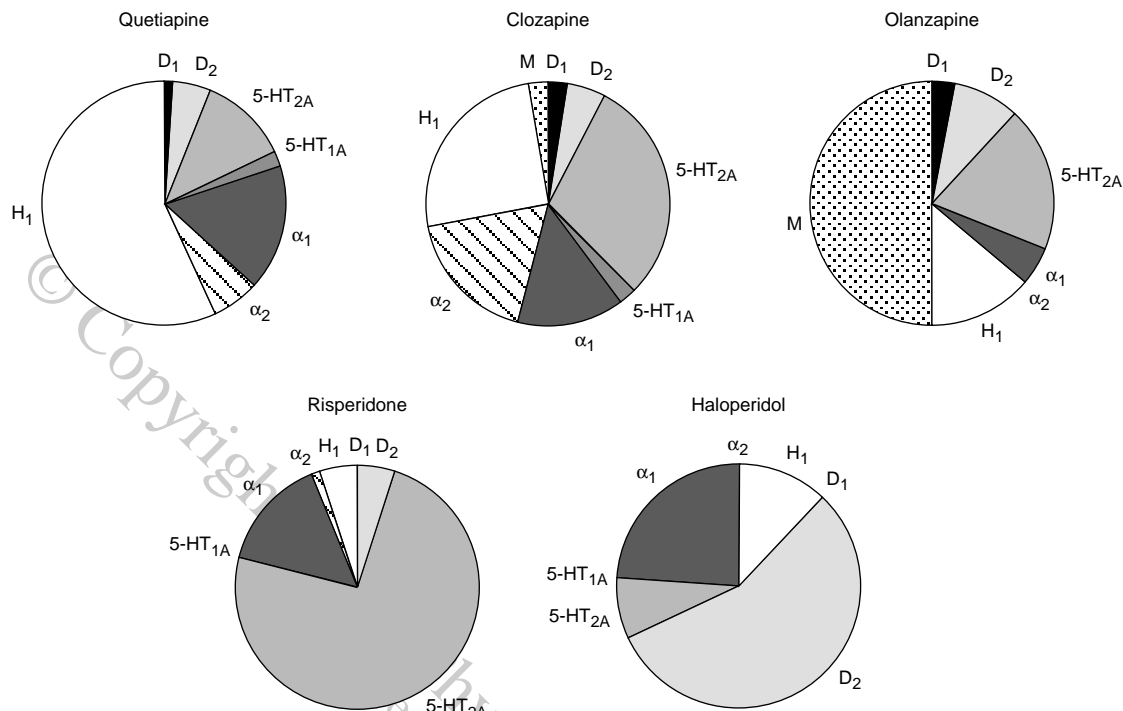 Quetiapine
D1
D2
5-HT2A
5-HT1A
α1
α2
H1
Clozapine
M
D1
D2
5-HT2A
5-HT1A
α1
α2
H1
Olanzapine
D1
D2
5-HT2A
α1
α2
H1
M
© Copyright
Risperidone
α2
H1
D1
D2
α1
5-HT1A
5-HT2A
Haloperidol
α2
H1
D1
α1
5-HT1A
5-HT2A
D2